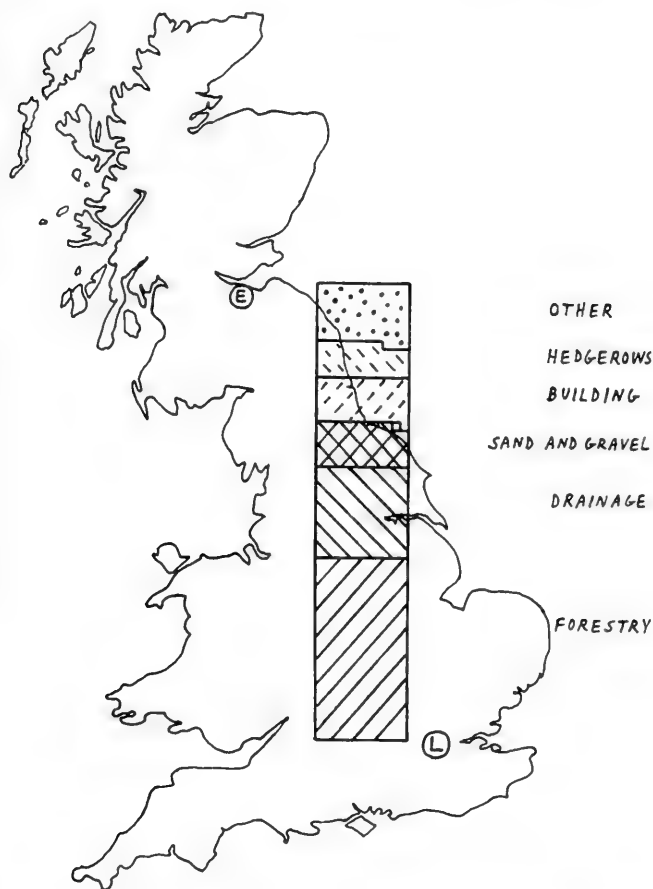 E
OTHER
HEDGEROWS
BUILDING
SAND AND GRAVEL
DRAINAGE
FORESTRY
L